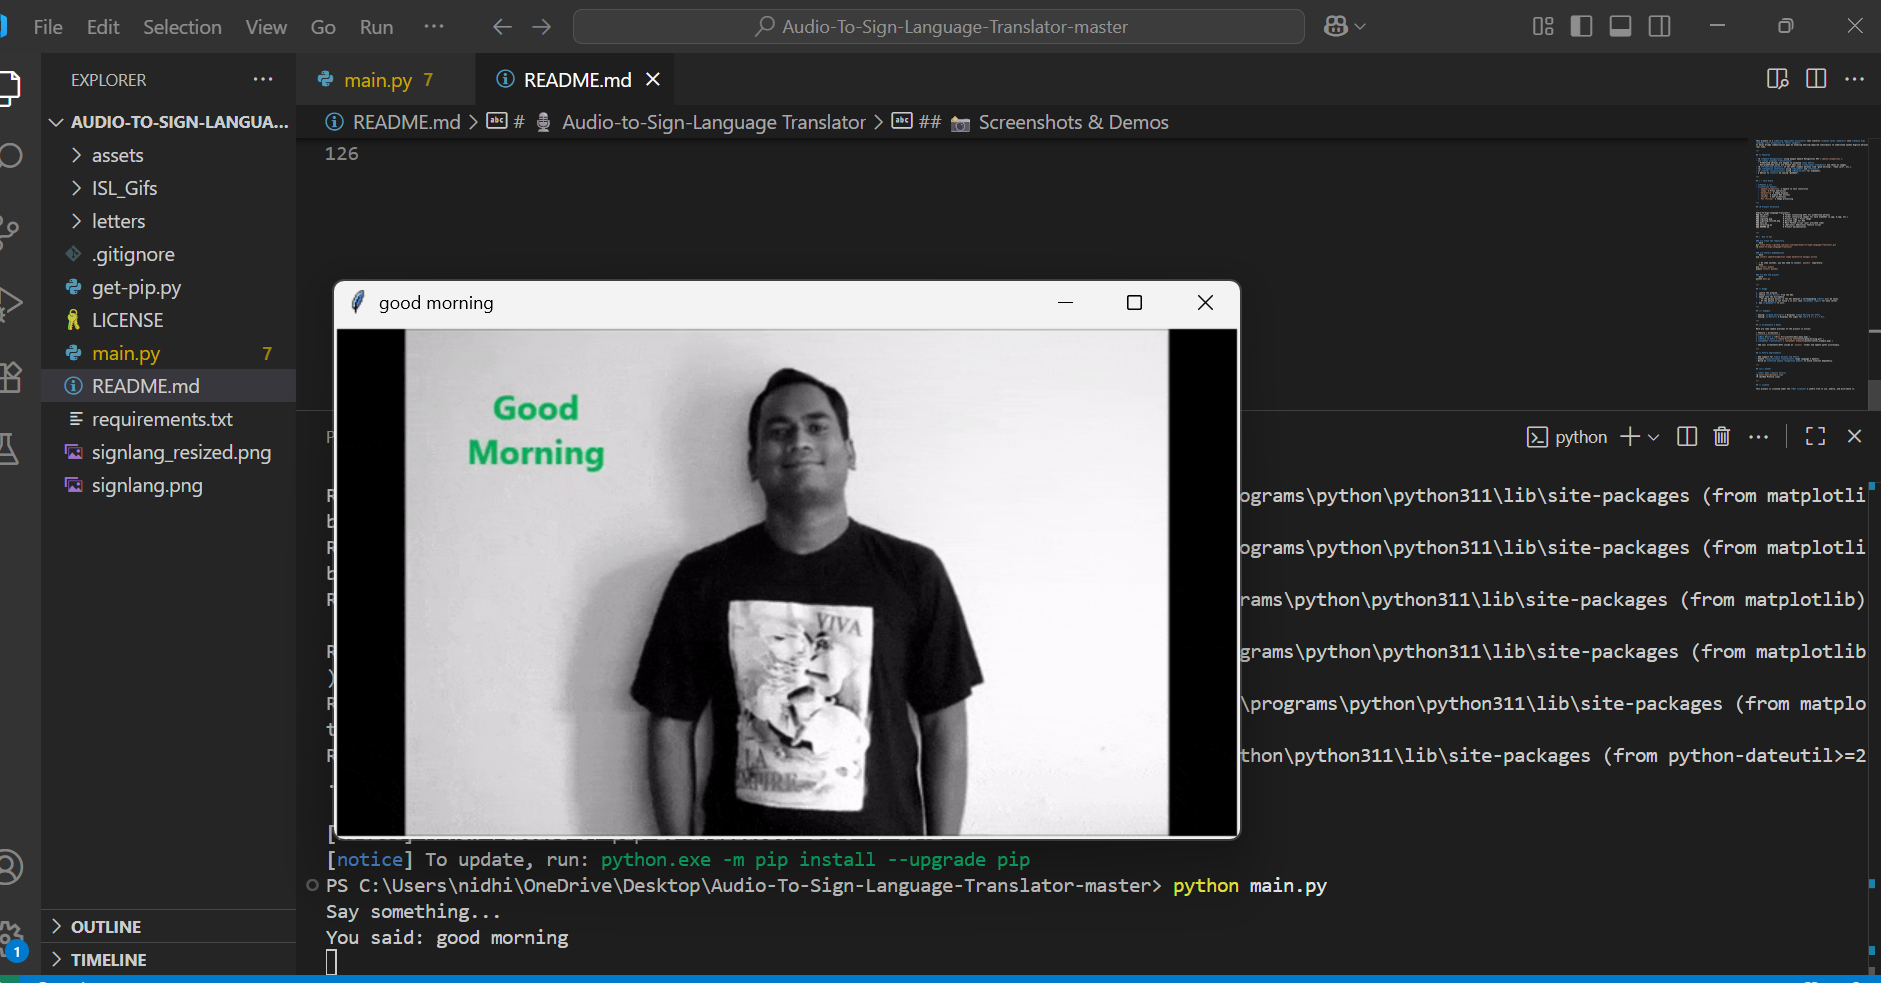 File Edit Selection View Go Run ··· Audio-To-Sign-Language-Translator-master
EXPLORER ···
AUDIO-TO-SIGN-LANGUA...
assets
ISL_Gifs
letters
.gitignore
get-pip.py
LICENSE
main.py 7
README.md
requirements.txt
signlang_resized.png
signlang.png
OUTLINE
TIMELINE
1
main.py 7 README.md
README.md > # Audio-to-Sign-Language Translator > ## Screenshots & Demos
126
good morning
Good
Morning
VIVA
LA
python
ograms\python\python311\lib\site-packages (from matplotli
b
ograms\python\python311\lib\site-packages (from matplotli
b
rams\python\python311\lib\site-packages (from matplotlib)
grams\python\python311\lib\site-packages (from matplotlib
)
\programs\python\python311\lib\site-packages (from matplo
t
thon\python311\lib\site-packages (from python-dateutil>=2
.
[notice] To update, run: python.exe -m pip install --upgrade pip
PS C:\Users\nidhi\OneDrive\Desktop\Audio-To-Sign-Language-Translator-master> python main.py
Say something...
You said: good morning